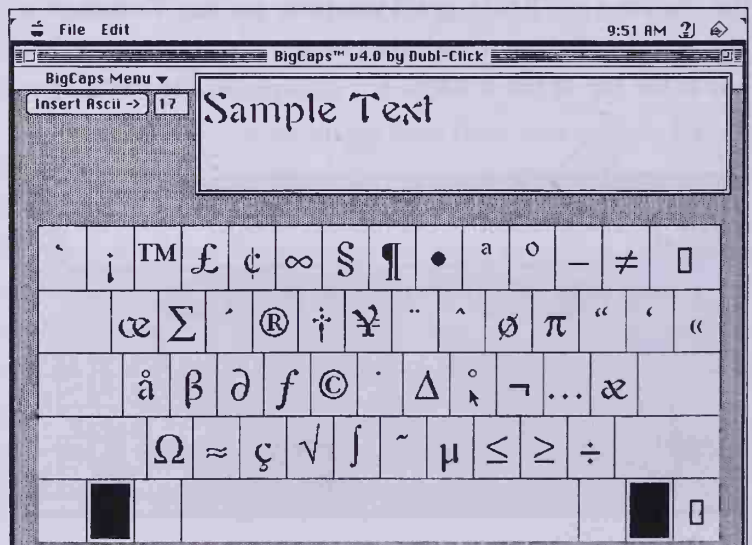 File Edit 9:51 AM
BigCaps™ v4.0 by Dubl-Click
BigCaps Menu
Insert Ascii -> 17
Sample Text
` ¡ ™ £ ¢ ∞ § ¶ • ª º – ≠
œ ∑ ´ ® † ¥ ¨ ˆ ø π “ ‘ «
å ß ∂ ƒ © ˙ ∆ ˚ ¬ … æ
Ω ≈ ç √ ∫ ˜ µ ≤ ≥ ÷